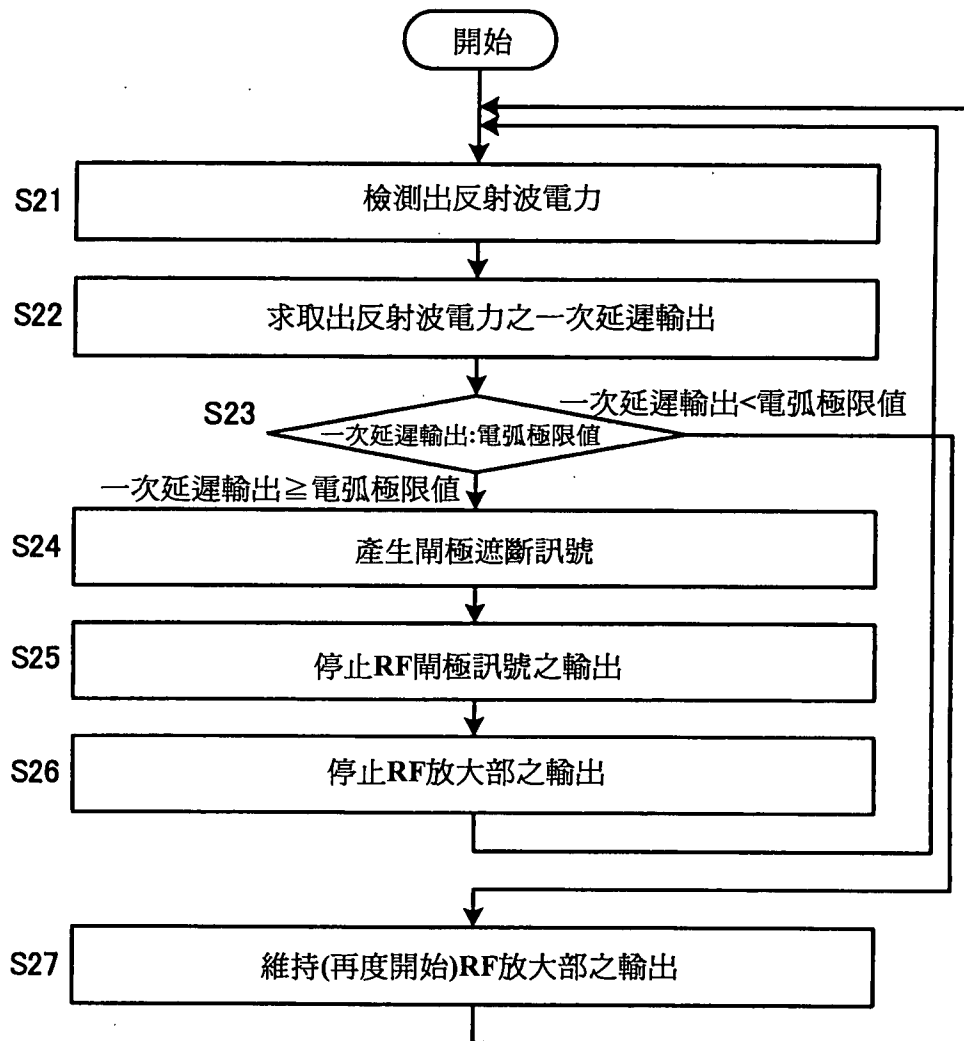 開始
S21
檢測出反射波電力
S22
求取出反射波電力之一次延遲輸出
S23
一次延遲輸出<電弧極限值
一次延遲輸出:電弧極限值
一次延遲輸出≧電弧極限值
S24
產生閘極遮斷訊號
S25
停止RF閘極訊號之輸出
S26
停止RF放大部之輸出
S27
維持(再度開始)RF放大部之輸出